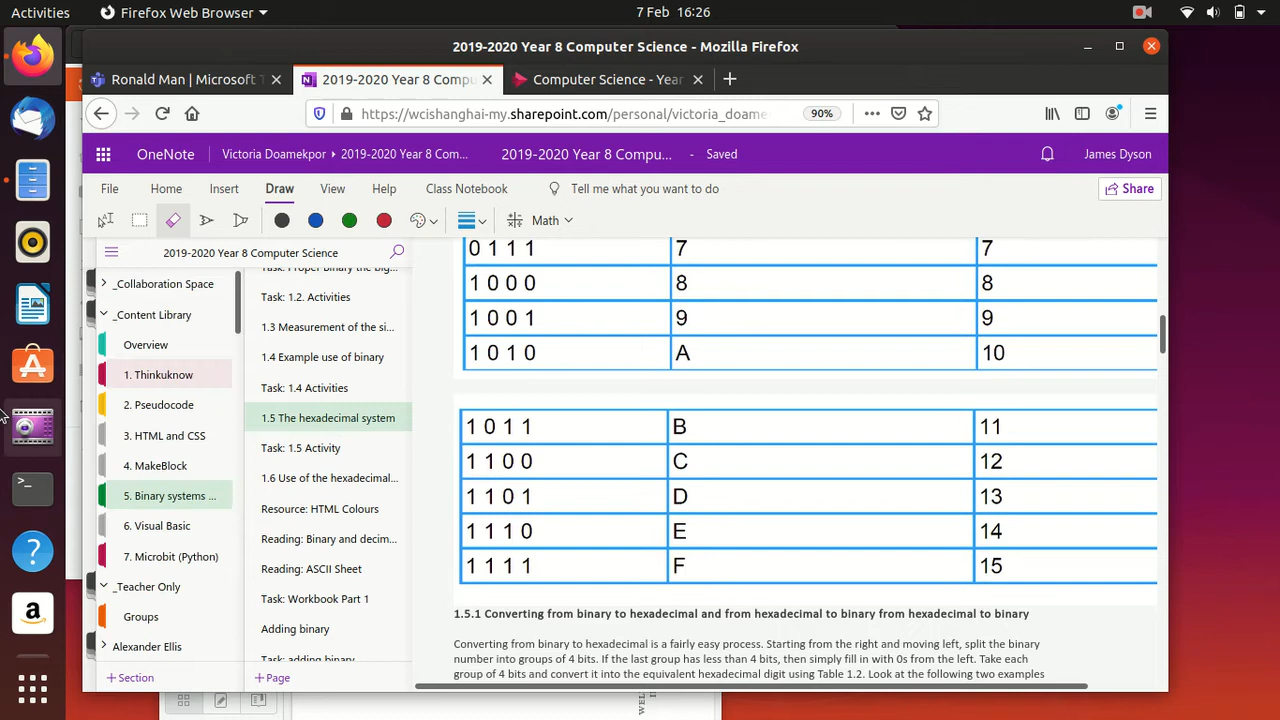 Activities
Firefox Web Browser
7 Feb 16:26
2019-2020 Year 8 Computer Science - Mozilla Firefox
Ronald Man | Microsoft T
2019-2020 Year 8 Compu
Computer Science - Year
https://wcishanghai-my.sharepoint.com/personal/victoria_doame
90%
OneNote
Victoria Doamekpor
2019-2020 Year 8 Com...
2019-2020 Year 8 Compu... - Saved
James Dyson
File
Home
Insert
Draw
View
Help
Class Notebook
Tell me what you want to do
Share
Math
2019-2020 Year 8 Computer Science
_Collaboration Space
_Content Library
Overview
1. Thinkuknow
2. Pseudocode
3. HTML and CSS
4. MakeBlock
5. Binary systems ...
6. Visual Basic
7. Microbit (Python)
_Teacher Only
Groups
Alexander Ellis
+ Section
Task: Proper Binary the big...
Task: 1.2. Activities
1.3 Measurement of the si...
1.4 Example use of binary
Task: 1.4 Activities
1.5 The hexadecimal system
Task: 1.5 Activity
1.6 Use of the hexadecimal...
Resource: HTML Colours
Reading: Binary and decim...
Reading: ASCII Sheet
Task: Workbook Part 1
Adding binary
Task: adding binary
+ Page
0 1 1 1 7 7
1 0 0 0 8 8
1 0 0 1 9 9
1 0 1 0 A 10
1 0 1 1 B 11
1 1 0 0 C 12
1 1 0 1 D 13
1 1 1 0 E 14
1 1 1 1 F 15
1.5.1 Converting from binary to hexadecimal and from hexadecimal to binary from hexadecimal to binary
Converting from binary to hexadecimal is a fairly easy process. Starting from the right and moving left, split the binary
number into groups of 4 bits. If the last group has less than 4 bits, then simply fill in with 0s from the left. Take each
group of 4 bits and convert it into the equivalent hexadecimal digit using Table 1.2. Look at the following two examples